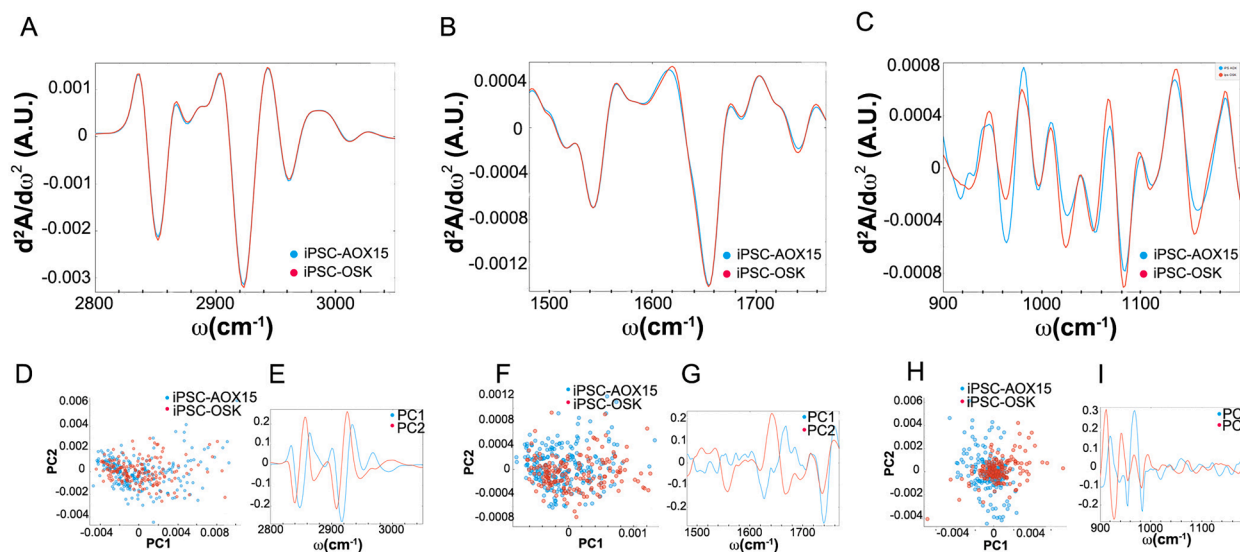 A
d²A/dω² (A.U.)
0.001
0
-0.001
-0.002
-0.003
2800
2900
3000
ω(cm⁻¹)
iPSC-AOX15
iPSC-OSK
B
d²A/dω² (A.U.)
0.0004
0
-0.0004
-0.0008
-0.0012
1500
1600
1700
ω(cm⁻¹)
iPSC-AOX15
iPSC-OSK
C
d²A/dω² (A.U.)
0.0008
0.0004
0
-0.0004
-0.0008
900
1000
1100
ω(cm⁻¹)
iPSC-AOX15
iPSC-OSK
D
iPSC-AOX15
iPSC-OSK
PC2
0.006
0.004
0.002
0
-0.002
-0.004
-0.004
0
0.004
0.008
PC1
E
PC1
PC2
0.2
0.1
0
-0.1
-0.2
2800
2900
3000
ω(cm⁻¹)
F
iPSC-AOX15
iPSC-OSK
PC2
0.0012
0.0008
0.0004
0
-0.0004
-0.0008
0
0.001
PC1
G
PC1
PC2
0.3
0.2
0.1
0
-0.1
-0.2
1500
1600
1700
ω(cm⁻¹)
H
iPSC-AOX15
iPSC-OSK
PC2
0.006
0.004
0.002
0
-0.002
-0.004
-0.004
0
0.004
PC1
I
PC
PC
0.3
0.2
0.1
0
-0.1
900
1000
1100
ω(cm⁻¹)